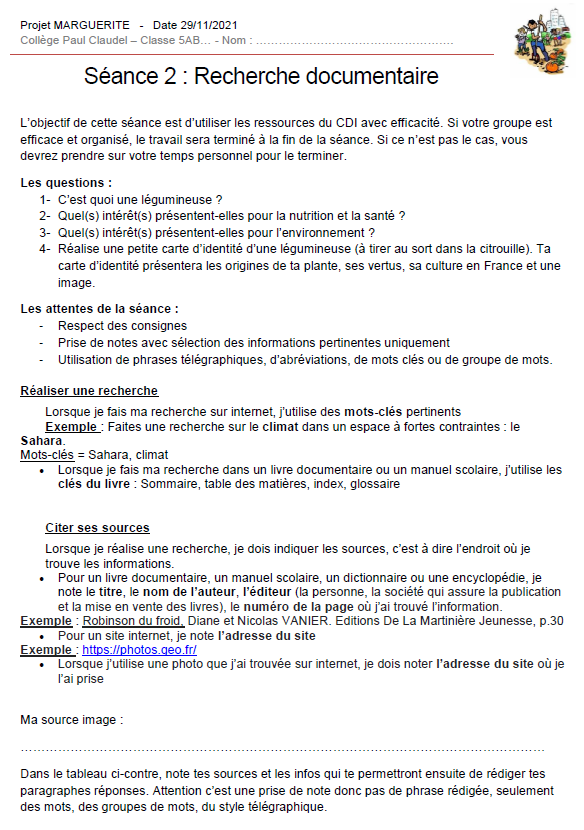 Projet MARGUERITE - Date 29/11/2021
Collège Paul Claudel – Classe 5AB… - Nom : ……………………………………………
Séance 2 : Recherche documentaire
L’objectif de cette séance est d’utiliser les ressources du CDI avec efficacité. Si votre groupe est
efficace et organisé, le travail sera terminé à la fin de la séance. Si ce n’est pas le cas, vous
devrez prendre sur votre temps personnel pour le terminer.
Les questions :
1- C’est quoi une légumineuse ?
2- Quel(s) intérêt(s) présentent-elles pour la nutrition et la santé ?
3- Quel(s) intérêt(s) présentent-elles pour l’environnement ?
4- Réalise une petite carte d’identité d’une légumineuse (à tirer au sort dans la citrouille). Ta
carte d’identité présentera les origines de ta plante, ses vertus, sa culture en France et une
image.
Les attentes de la séance :
- Respect des consignes
- Prise de notes avec sélection des informations pertinentes uniquement
- Utilisation de phrases télégraphiques, d’abréviations, de mots clés ou de groupe de mots.
Réaliser une recherche
Lorsque je fais ma recherche sur internet, j’utilise des mots-clés pertinents
Exemple : Faites une recherche sur le climat dans un espace à fortes contraintes : le
Sahara.
Mots-clés = Sahara, climat
• Lorsque je fais ma recherche dans un livre documentaire ou un manuel scolaire, j’utilise les
clés du livre : Sommaire, table des matières, index, glossaire
Citer ses sources
Lorsque je réalise une recherche, je dois indiquer les sources, c’est à dire l’endroit où je
trouve les informations.
• Pour un livre documentaire, un manuel scolaire, un dictionnaire ou une encyclopédie, je
note le titre, le nom de l’auteur, l’éditeur (la personne, la société qui assure la publication
et la mise en vente des livres), le numéro de la page où j’ai trouvé l’information.
Exemple : Robinson du froid, Diane et Nicolas VANIER. Editions De La Martinière Jeunesse, p.30
• Pour un site internet, je note l’adresse du site
Exemple : https://photos.geo.fr/
• Lorsque j’utilise une photo que j’ai trouvée sur internet, je dois noter l’adresse du site où je
l’ai prise
Ma source image :
……………………………………………………………………………………………………………………
Dans le tableau ci-contre, note tes sources et les infos qui te permettront ensuite de rédiger tes
paragraphes réponses. Attention c’est une prise de note donc pas de phrase rédigée, seulement
des mots, des groupes de mots, du style télégraphique.